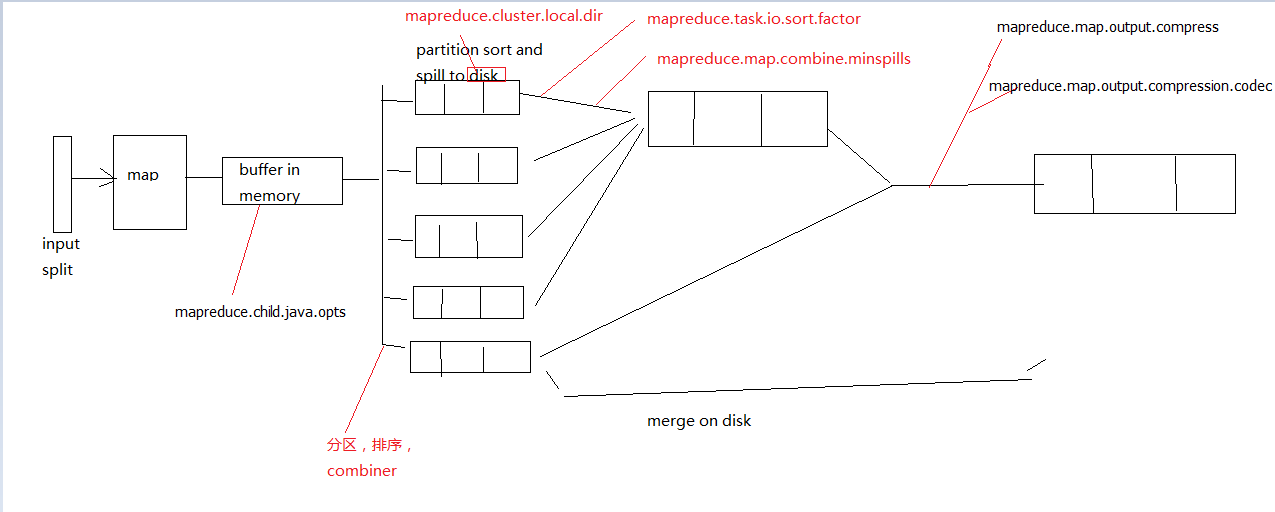 mapreduce.cluster.local.dir
mapreduce.task.io.sort.factor
mapreduce.map.output.compress
partition sort and
spill to disk
mapreduce.map.combine.minspills
mapreduce.map.output.compression.codec
map
buffer in
memory
input
split
mapreduce.child.java.opts
merge on disk
分区，排序，
combiner